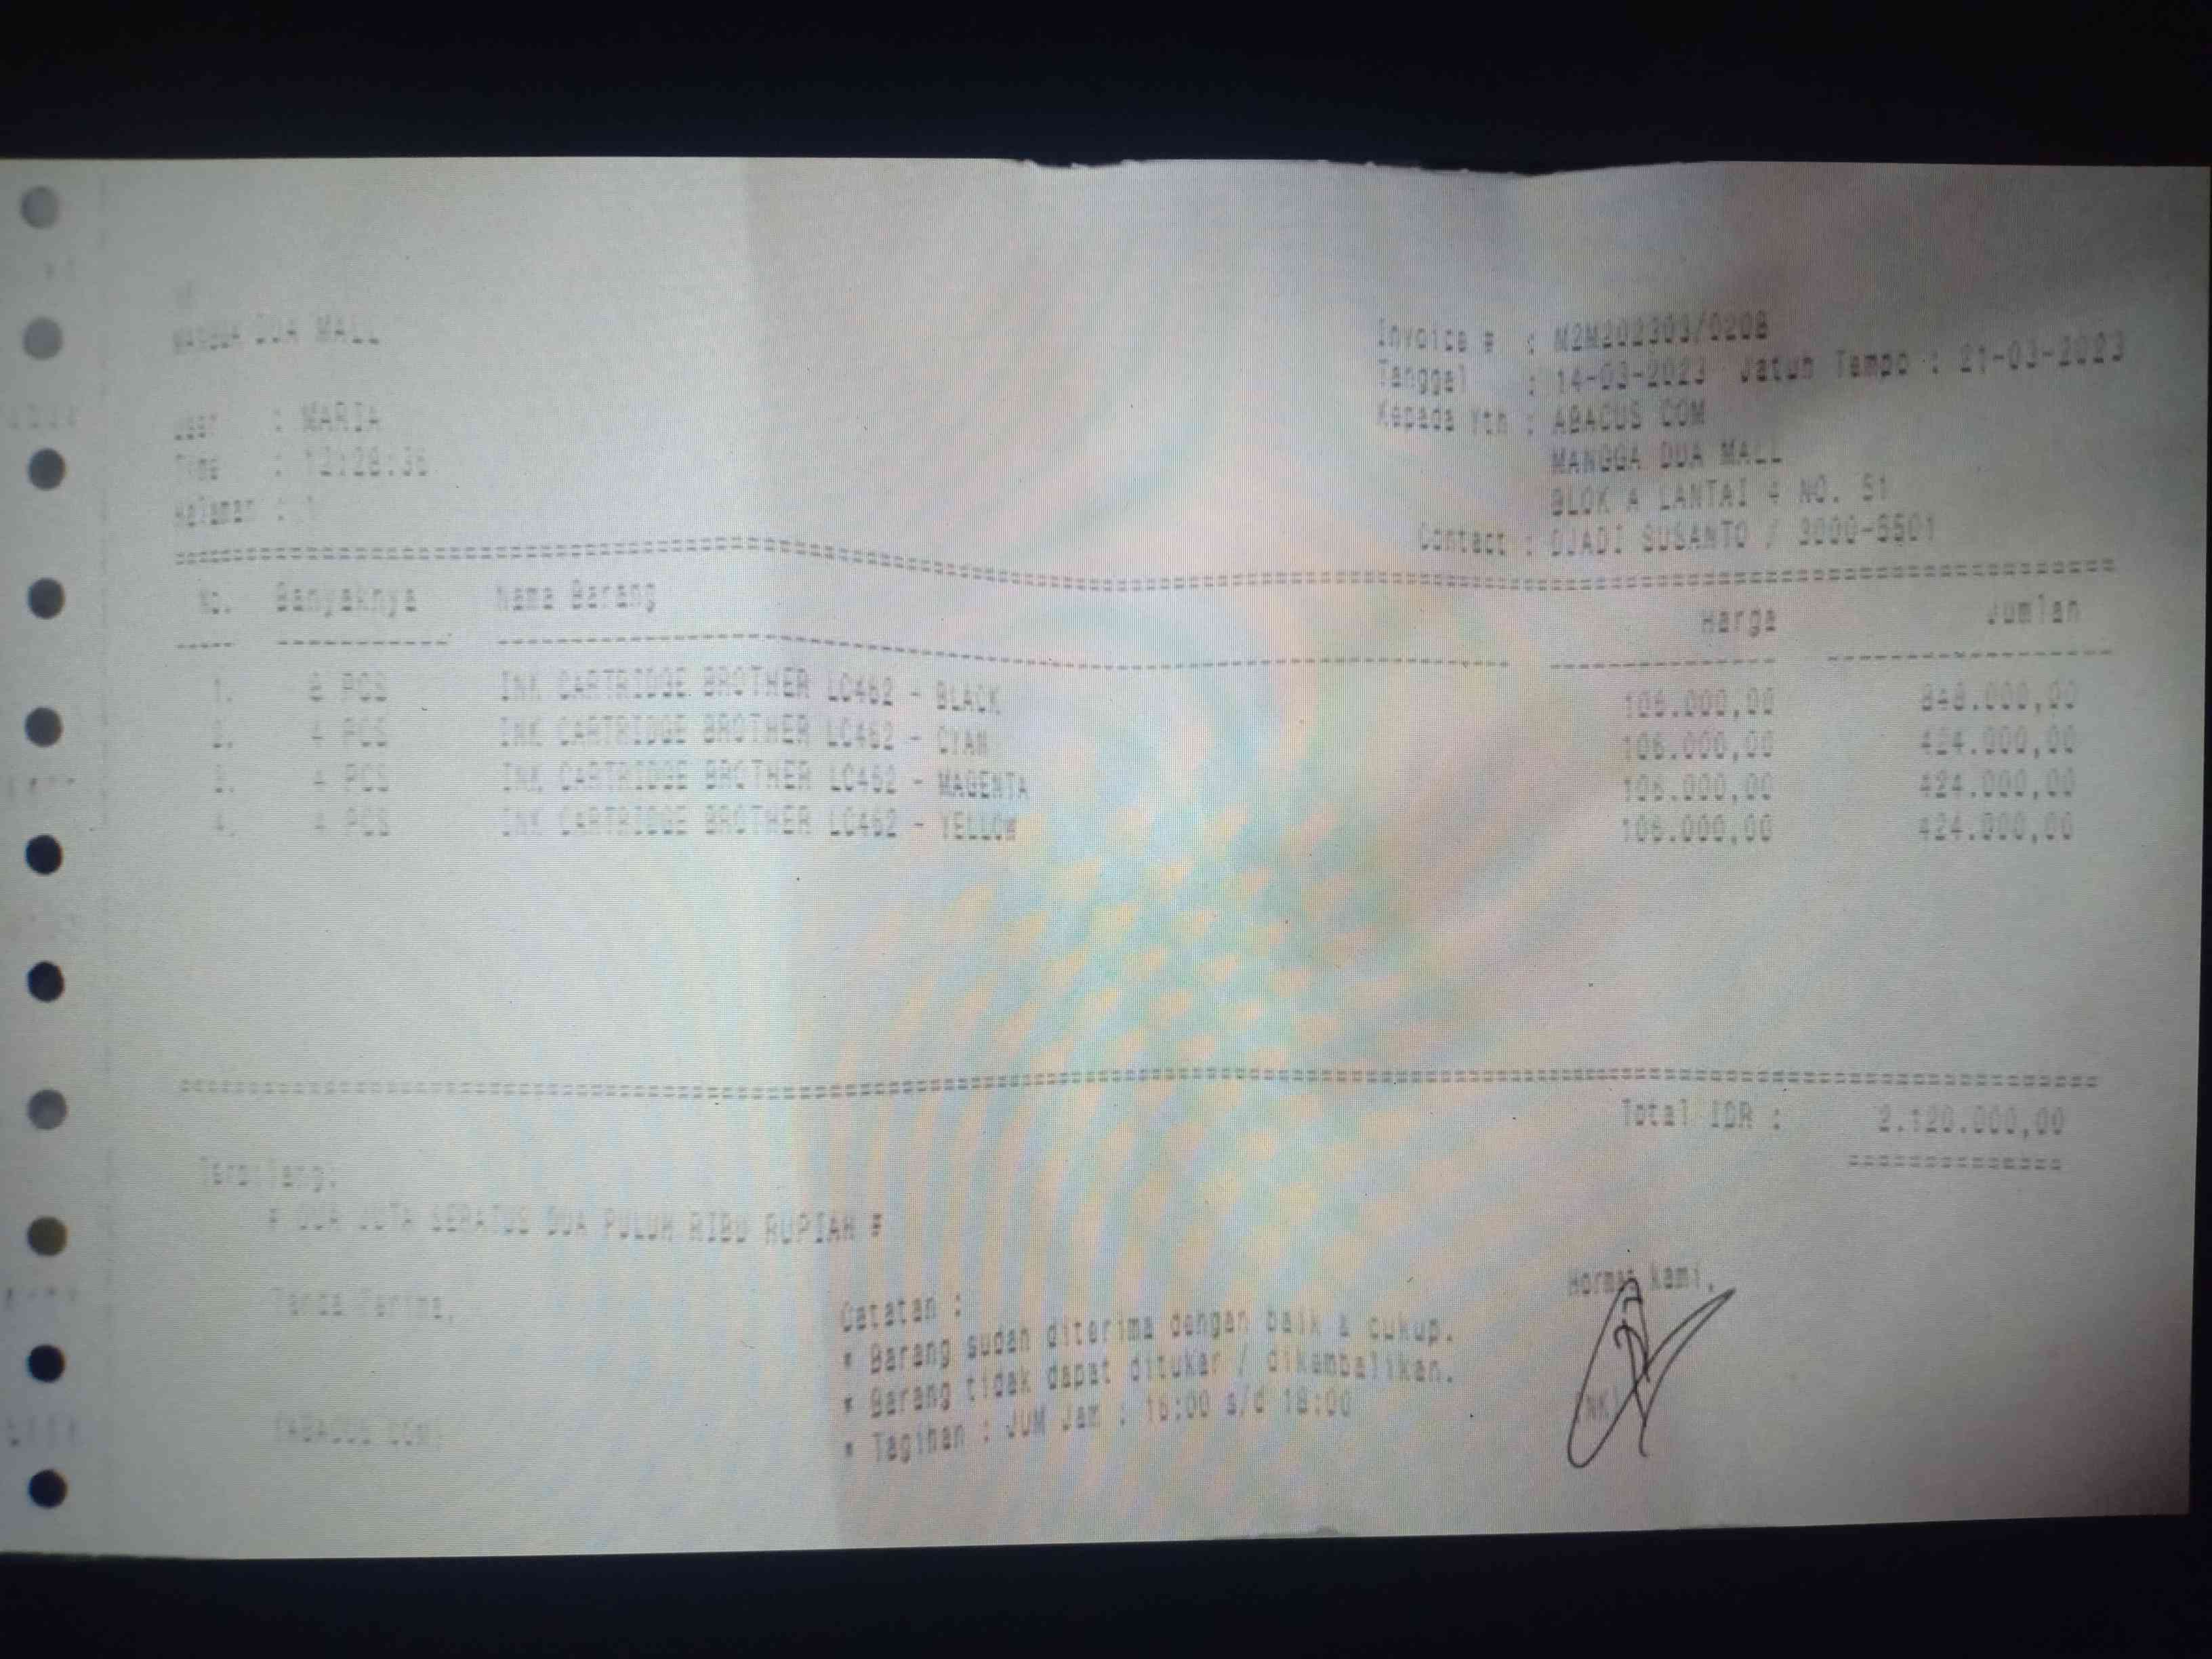 MANGGA DUA MALL
Invoice # : M2M202303/0208
Tanggal : 14-03-2023 Jatuh Tempo : 21-03-2023
Kepada Yth : ABACUS COM
MANGGA DUA MALL
BLOK A LANTAI 4 NO. 51
Contact : DJADI SUSANTO /
User : MARIA
Time : 12:28:36
Halaman : 1
No. Banyaknya Nama Barang Harga Jumlah
1. 8 PCS INK CARTRIDGE BROTHER LC462 - BLACK 106.000,00 848.000,00
2. 4 PCS INK CARTRIDGE BROTHER LC462 - CYAN 106.000,00 424.000,00
3. 4 PCS INK CARTRIDGE BROTHER LC462 - MAGENTA 106.000,00 424.000,00
4. 4 PCS INK CARTRIDGE BROTHER LC462 - YELLOW 106.000,00 424.000,00
Total IDR : 2.120.000,00
Terbilang:
# DUA JUTA SERATUS DUA PULUH RIBU RUPIAH #
Tanda Terima,
(ABACUS COM)
Catatan :
* Barang sudah diterima dengan baik & cukup.
* Barang tidak dapat ditukar / dikembalikan.
* Tagihan : JUM Jam : 16:00 s/d 18:00
Hormat kami,
(NK)